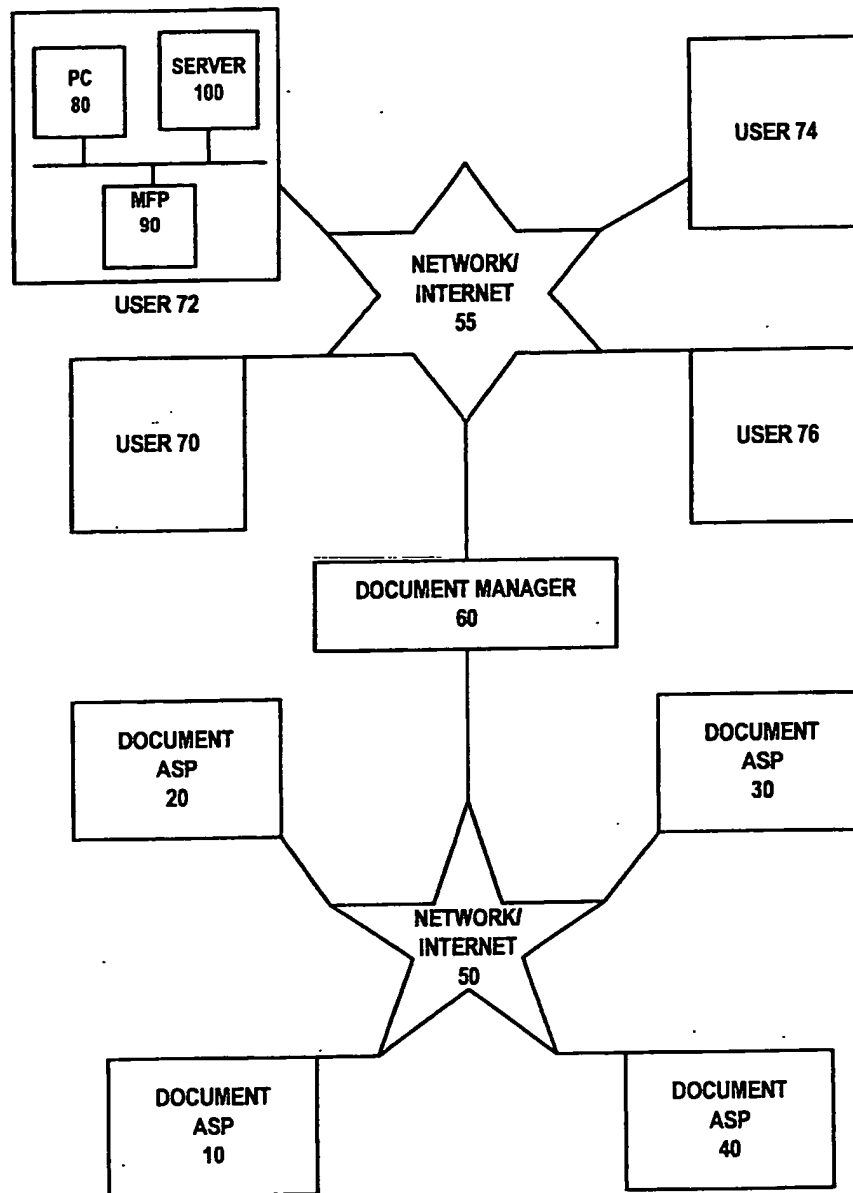 PC
80
SERVER
100
MFP
90
USER 72
USER 74
NETWORK/
INTERNET
55
USER 70
USER 76
DOCUMENT MANAGER
60
DOCUMENT
ASP
20
DOCUMENT
ASP
30
NETWORK/
INTERNET
50
DOCUMENT
ASP
10
DOCUMENT
ASP
40